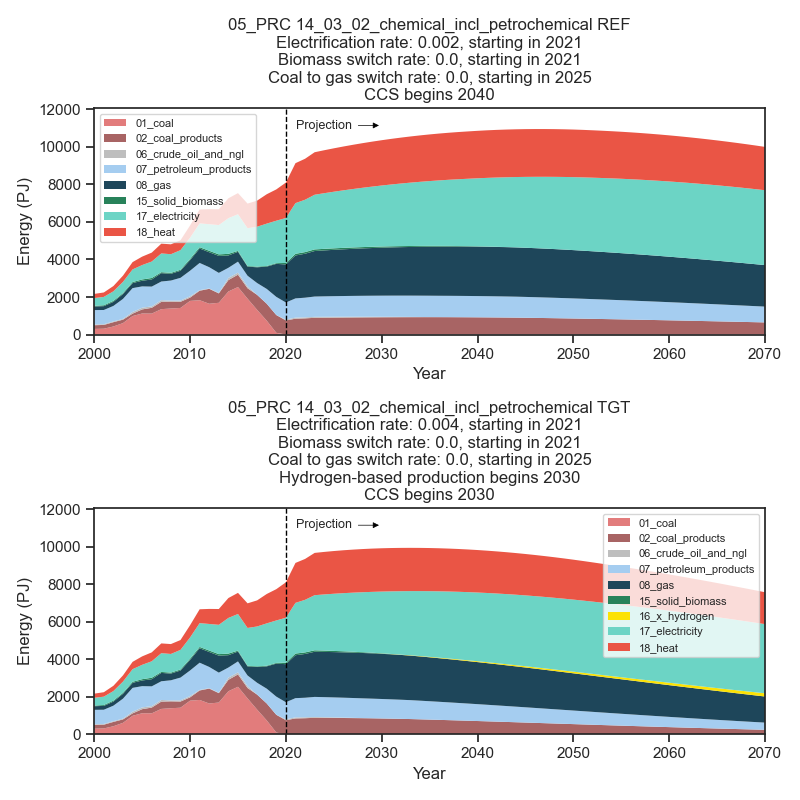 05_PRC 14_03_02_chemical_incl_petrochemical REF
Electrification rate: 0.002, starting in 2021
Biomass switch rate: 0.0, starting in 2021
Coal to gas switch rate: 0.0, starting in 2025
CCS begins 2040
12000
10000
8000
6000
4000
2000
0
Energy (PJ)
01_coal
02_coal_products
06_crude_oil_and_ngl
07_petroleum_products
08_gas
15_solid_biomass
17_electricity
18_heat
Projection
2000 2010 2020 2030 2040 2050 2060 2070
Year
05_PRC 14_03_02_chemical_incl_petrochemical TGT
Electrification rate: 0.004, starting in 2021
Biomass switch rate: 0.0, starting in 2021
Coal to gas switch rate: 0.0, starting in 2025
Hydrogen-based production begins 2030
CCS begins 2030
12000
10000
8000
6000
4000
2000
0
Energy (PJ)
Projection
01_coal
02_coal_products
06_crude_oil_and_ngl
07_petroleum_products
08_gas
15_solid_biomass
16_x_hydrogen
17_electricity
18_heat
2000 2010 2020 2030 2040 2050 2060 2070
Year